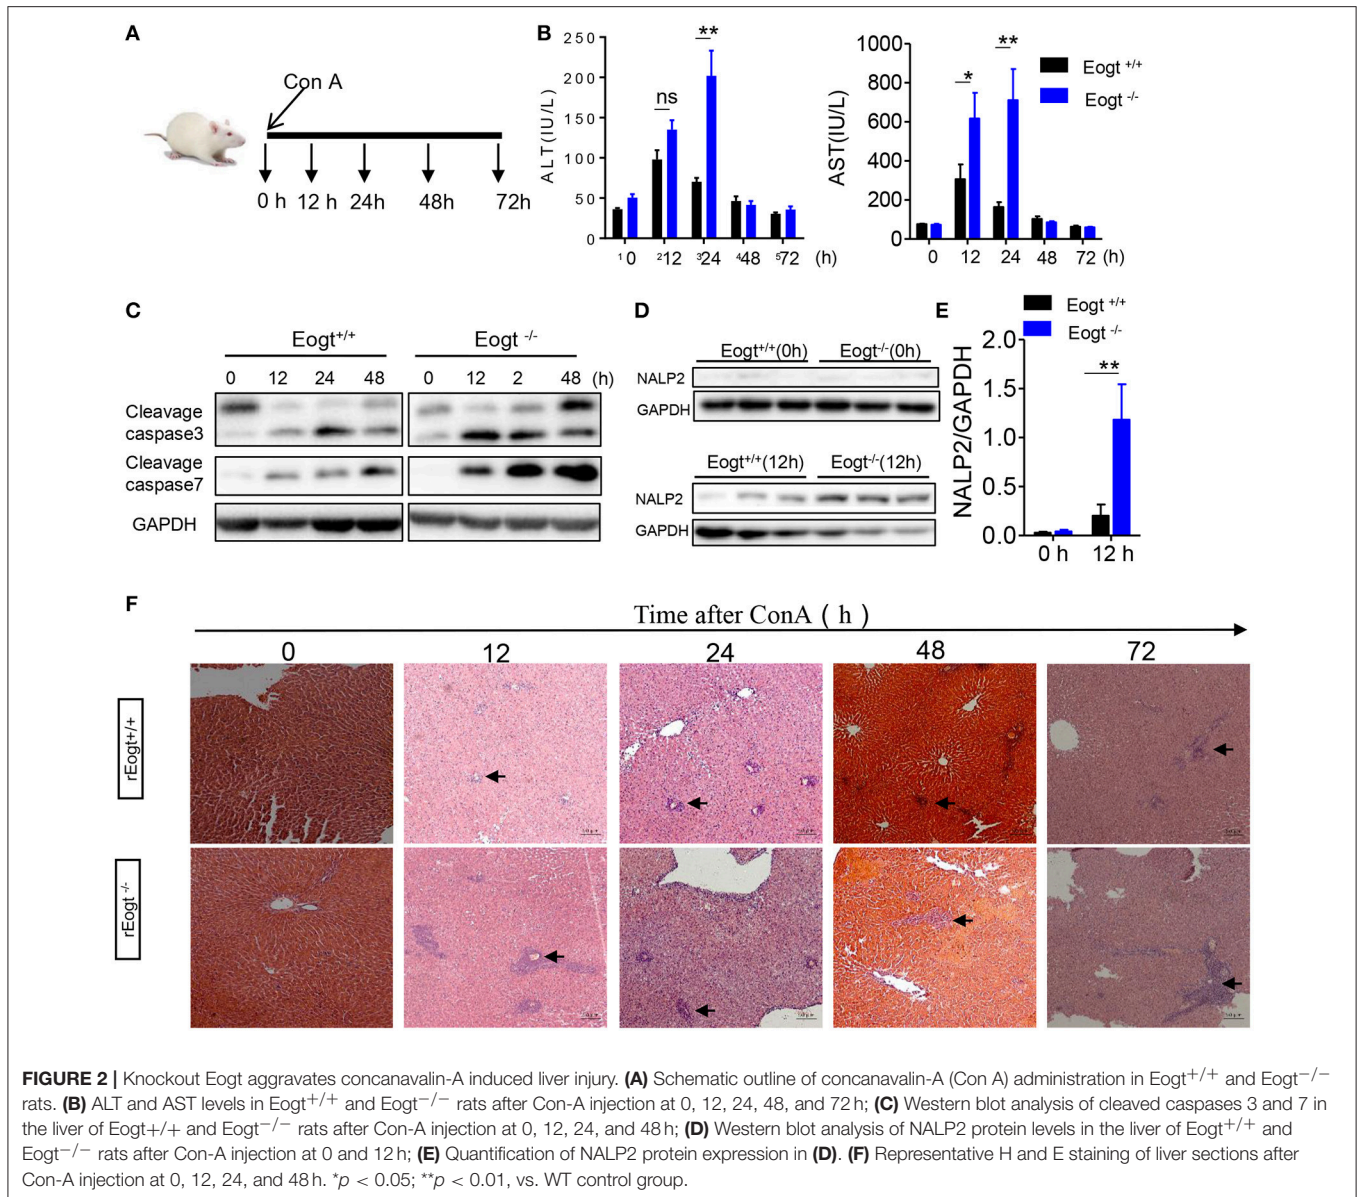 A
Con A
0 h 12 h 24h 48h 72h
B
250
200
150
100
50
0
ALT(IU/L)
ns
**
¹0 ²12 ³24 ⁴48 ⁵72 (h)
1000
800
600
400
200
0
AST(IU/L)
*
**
0 12 24 48 72 (h)
Eogt +/+
Eogt -/-
C
Eogt+/+ Eogt -/-
0 12 24 48 0 12 2 48 (h)
Cleavage
caspase3
Cleavage
caspase7
GAPDH
D
Eogt+/+(0h) Eogt-/-(0h)
NALP2
GAPDH
Eogt+/+(12h) Eogt-/-(12h)
NALP2
GAPDH
E
Eogt +/+
Eogt -/-
2.0
1.5
1.0
0.5
0.0
NALP2/GAPDH
**
0 h 12 h
F
Time after ConA ( h )
0 12 24 48 72
rEogt+/+
rEogt -/-
FIGURE 2 | Knockout Eogt aggravates concanavalin-A induced liver injury. (A) Schematic outline of concanavalin-A (Con A) administration in Eogt+/+ and Eogt−/−
rats. (B) ALT and AST levels in Eogt+/+ and Eogt−/− rats after Con-A injection at 0, 12, 24, 48, and 72 h; (C) Western blot analysis of cleaved caspases 3 and 7 in
the liver of Eogt+/+ and Eogt−/− rats after Con-A injection at 0, 12, 24, and 48 h; (D) Western blot analysis of NALP2 protein levels in the liver of Eogt+/+ and
Eogt−/− rats after Con-A injection at 0 and 12 h; (E) Quantification of NALP2 protein expression in (D). (F) Representative H and E staining of liver sections after
Con-A injection at 0, 12, 24, and 48 h. *p < 0.05; **p < 0.01, vs. WT control group.